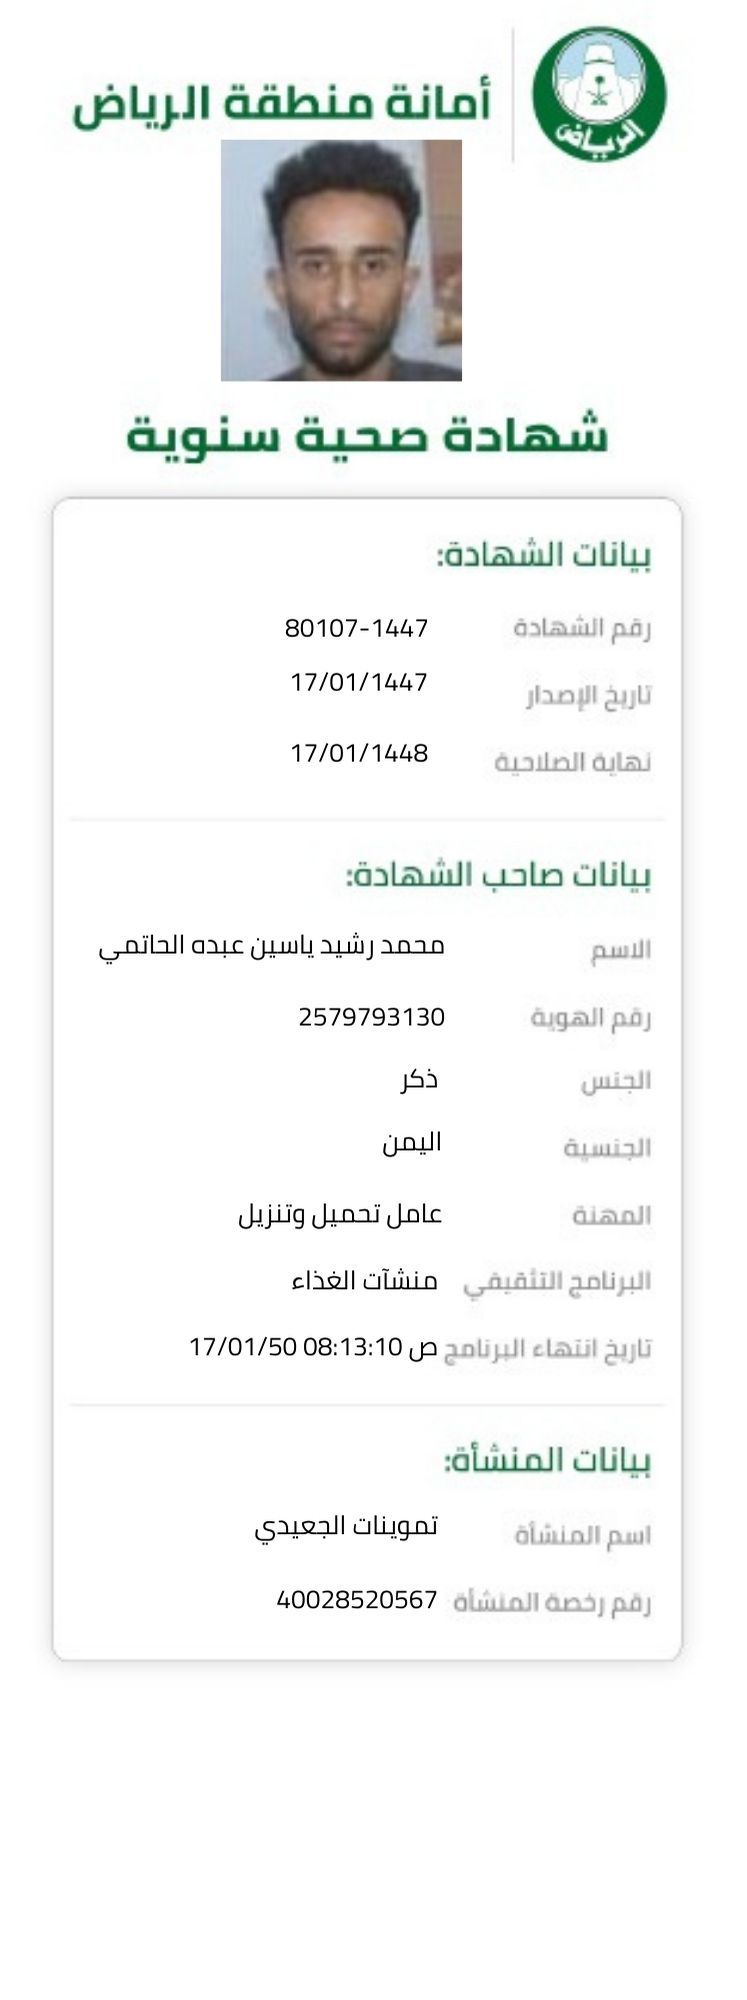 أمانة منطقة الرياض
الرياض
شهادة صحية سنوية
بيانات الشهادة:
رقم الشهادة 80107-1447
تاريخ الإصدار 17/01/1447
نهاية الصلاحية 17/01/1448
بيانات صاحب الشهادة:
الاسم محمد رشيد ياسين عبده الحاتمي
رقم الهوية 2579793130
الجنس ذكر
الجنسية اليمن
المهنة عامل تحميل وتنزيل
البرنامج التثقيفي منشآت الغذاء
تاريخ انتهاء البرنامج ص 08:13:10 17/01/50
بيانات المنشأة:
اسم المنشأة تموينات الجعيدي
رقم رخصة المنشأة 40028520567